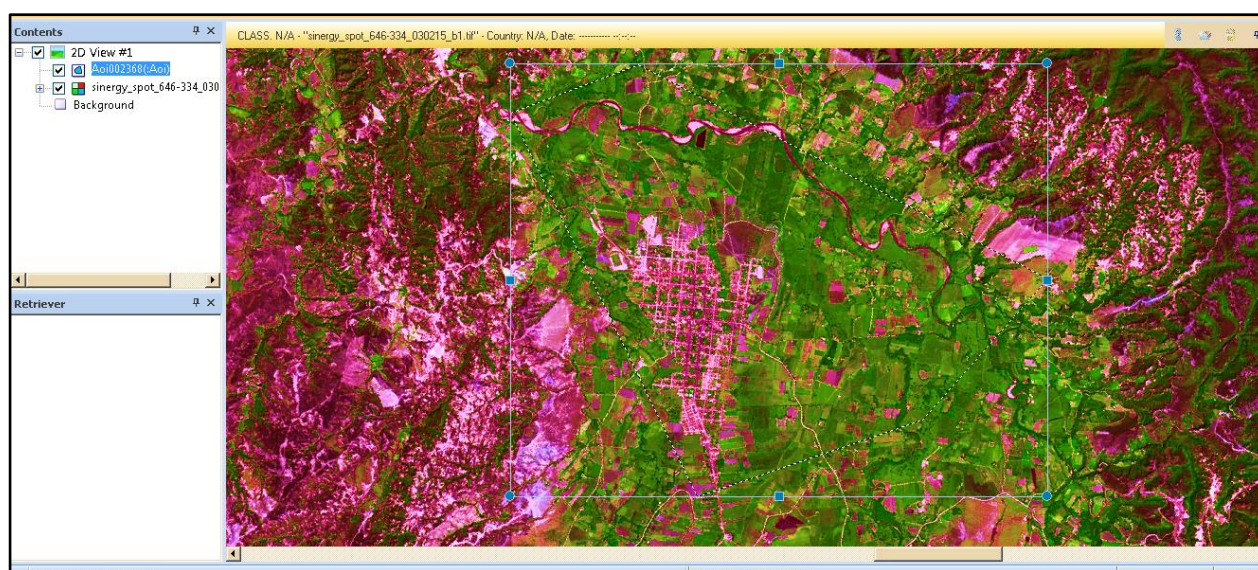 Contents
2D View #1
Aoi002368(:Aoi)
sinergy_spot_646-334_030
Background
Retriever
CLASS. N/A - "sinergy_spot_646-334_030215_b1.tif" - Country: N/A, Date: ----------- --:--:--